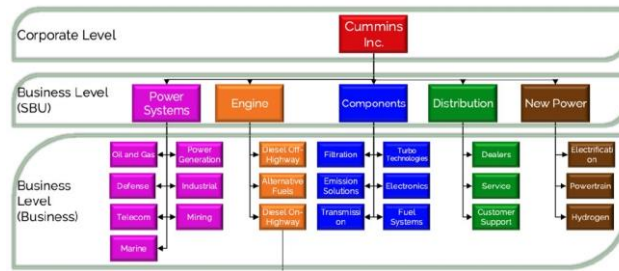 Corporate Level
Cummins
Inc.
Business Level
(SBU)
Power
Systems
Engine
Components
Distribution
New Power
Business
Level
(Business)
Oil and Gas
Power
Generation
Defense
Industrial
Telecom
Mining
Marine
Diesel Off-
Highway
Alternative
Fuels
Diesel On-
Highway
Filtration
Turbo
Technologies
Emission
Solutions
Electronics
Transmiss
ion
Fuel
Systems
Dealers
Service
Customer
Support
Electrificati
on
Powertrain
Hydrogen